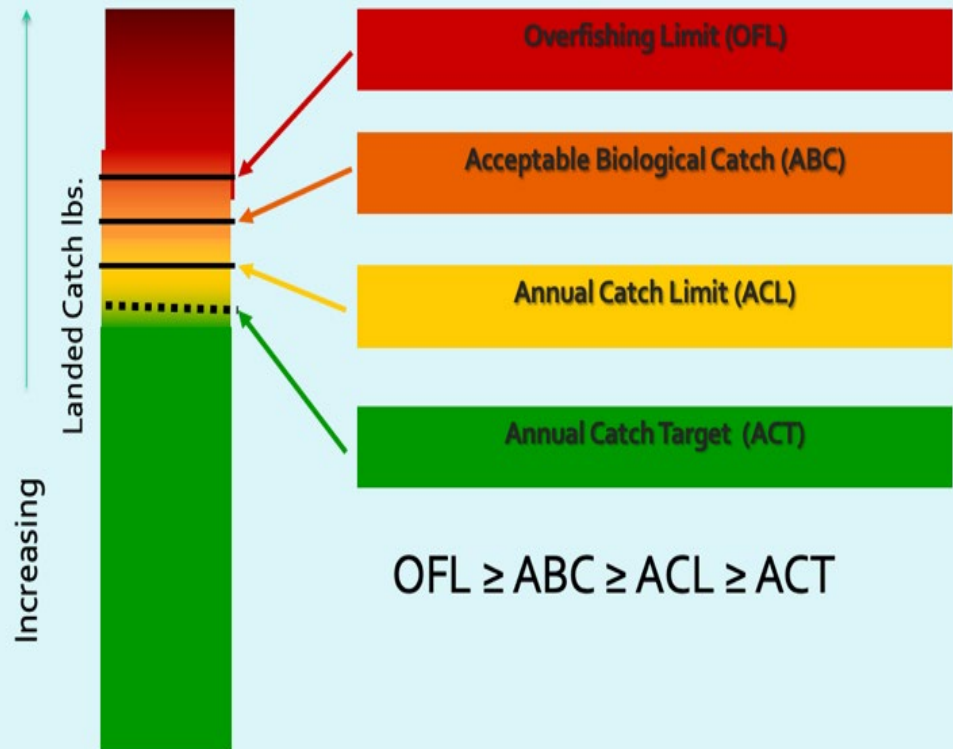 Overfishing Limit (OFL)
Acceptable Biological Catch (ABC)
Annual Catch Limit (ACL)
Annual Catch Target (ACT)
OFL ≥ ABC ≥ ACL ≥ ACT
Landed Catch lbs.
Increasing